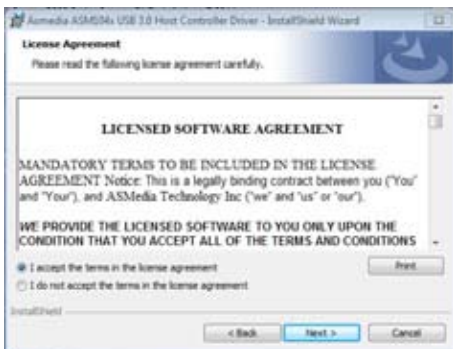 Asmedia ASM104x USB 3.0 Host Controller Driver - InstallShield Wizard
License Agreement
Please read the following license agreement carefully.
LICENSED SOFTWARE AGREEMENT
MANDATORY TERMS TO BE INCLUDED IN THE LICENSE
AGREEMENT Notice: This is a legally binding contract between you ("You"
and "Your"), and ASMedia Technology Inc ("we" and "us" or "our").
WE PROVIDE THE LICENSED SOFTWARE TO YOU ONLY UPON THE
CONDITION THAT YOU ACCEPT ALL OF THE TERMS AND CONDITIONS
I accept the terms in the license agreement
Print
I do not accept the terms in the license agreement
InstallShield
< Back
Next >
Cancel